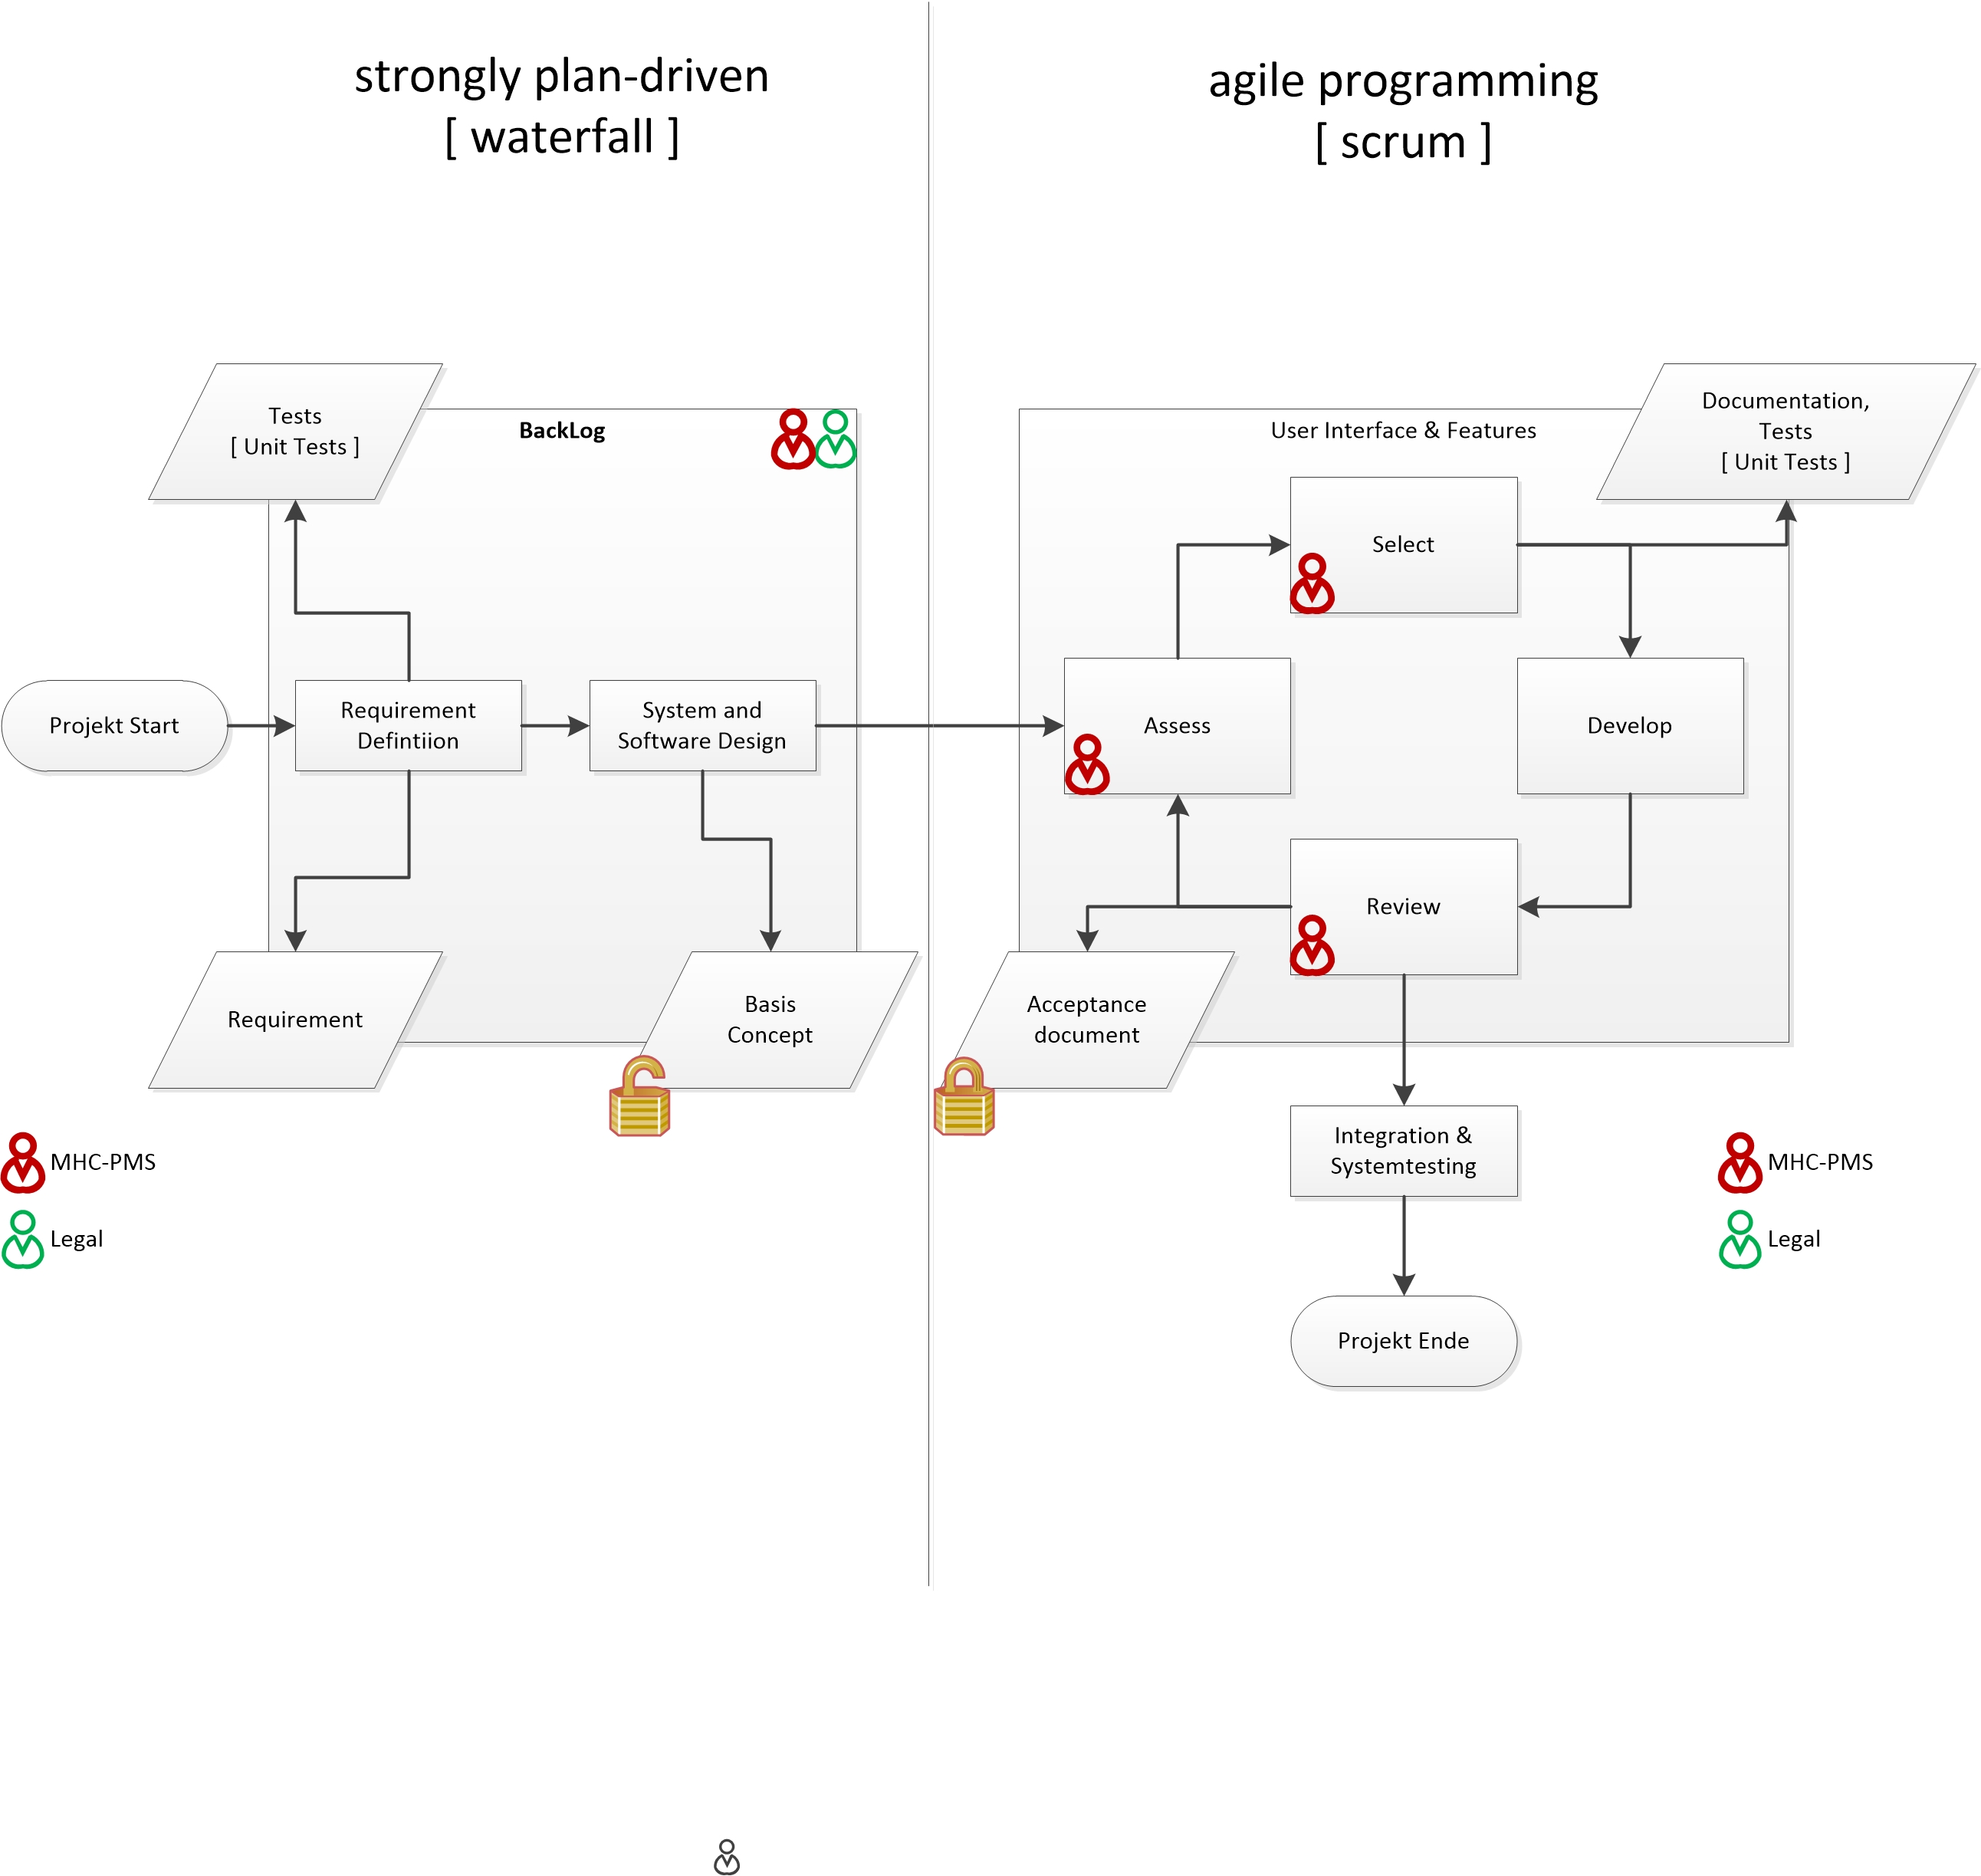 strongly plan-driven
[ waterfall ]
agile programming
[ scrum ]
Tests
[ Unit Tests ]
BackLog
Projekt Start
Requirement
Defintiion
System and
Software Design
Requirement
Basis
Concept
MHC-PMS
Legal
User Interface & Features
Documentation,
Tests
[ Unit Tests ]
Select
Assess
Develop
Review
Acceptance
document
Integration &
Systemtesting
Projekt Ende
MHC-PMS
Legal